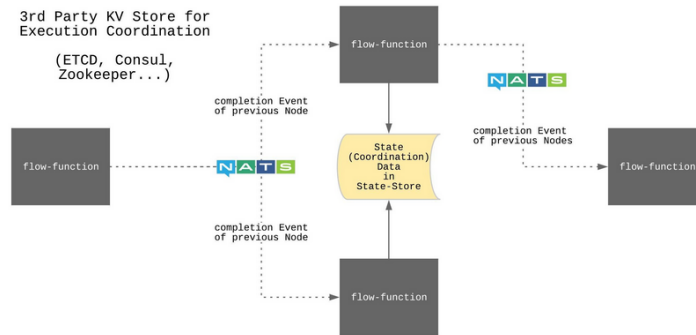 3rd Party KV Store for
Execution Coordination
(ETCD, Consul,
Zookeeper...)
flow-function
completion Event
of previous Node
NATS
completion Event
of previous Node
flow-function
State
(Coordination)
Data
in
State-Store
flow-function
NATS
completion Event
of previous Nodes
flow-function